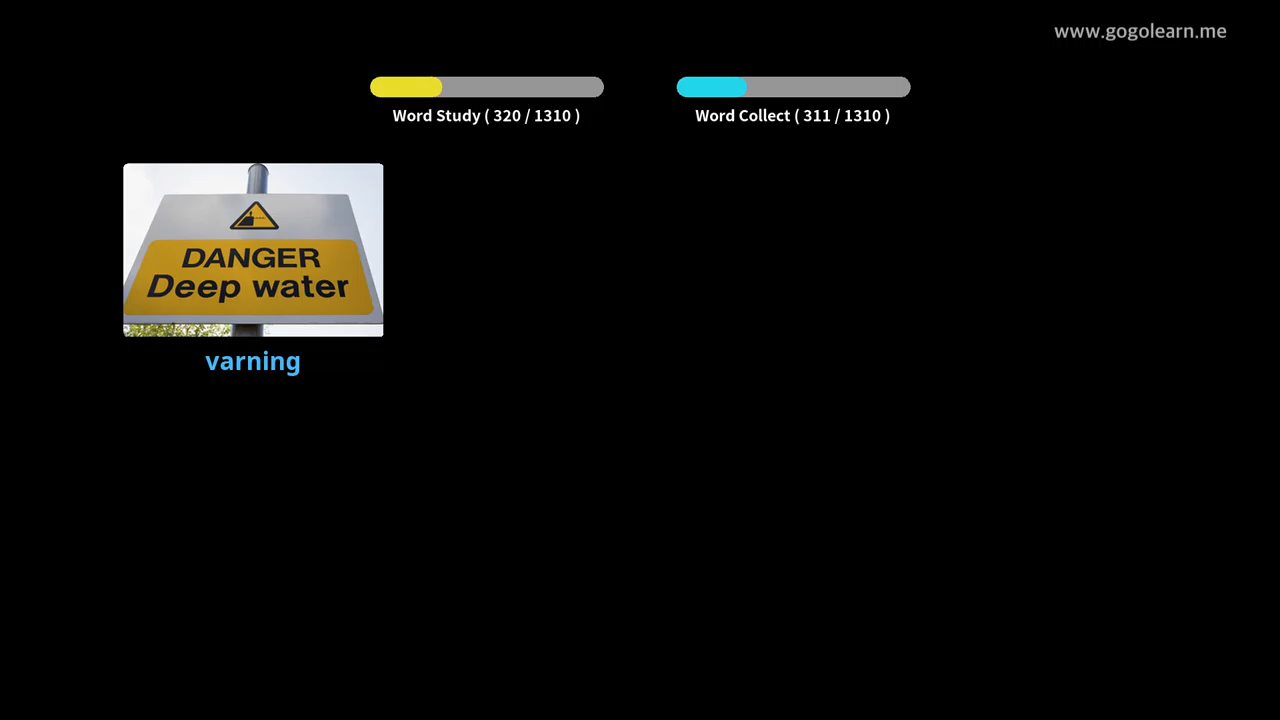 www.gogolearn.me
Word Study ( 320 / 1310 )
Word Collect ( 311 / 1310 )
DANGER
Deep water
varning